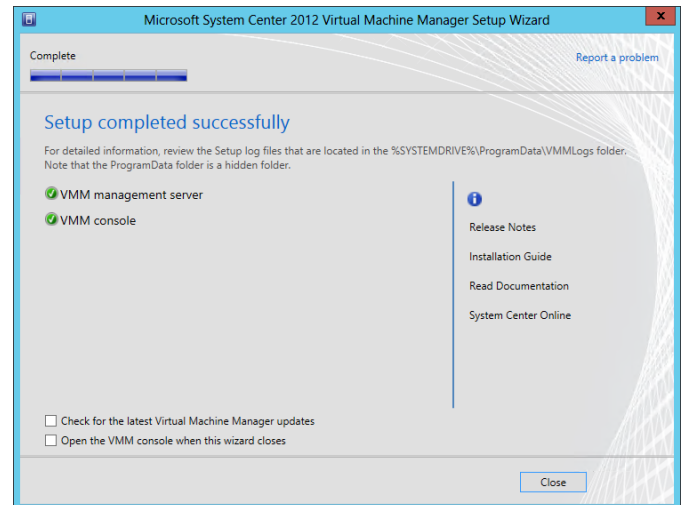 Microsoft System Center 2012 Virtual Machine Manager Setup Wizard
x
Complete
Report a problem
Setup completed successfully
For detailed information, review the Setup log files that are located in the %SYSTEMDRIVE%\ProgramData\VMMLogs folder.
Note that the ProgramData folder is a hidden folder.
VMM management server
VMM console
Release Notes
Installation Guide
Read Documentation
System Center Online
Check for the latest Virtual Machine Manager updates
Open the VMM console when this wizard closes
Close